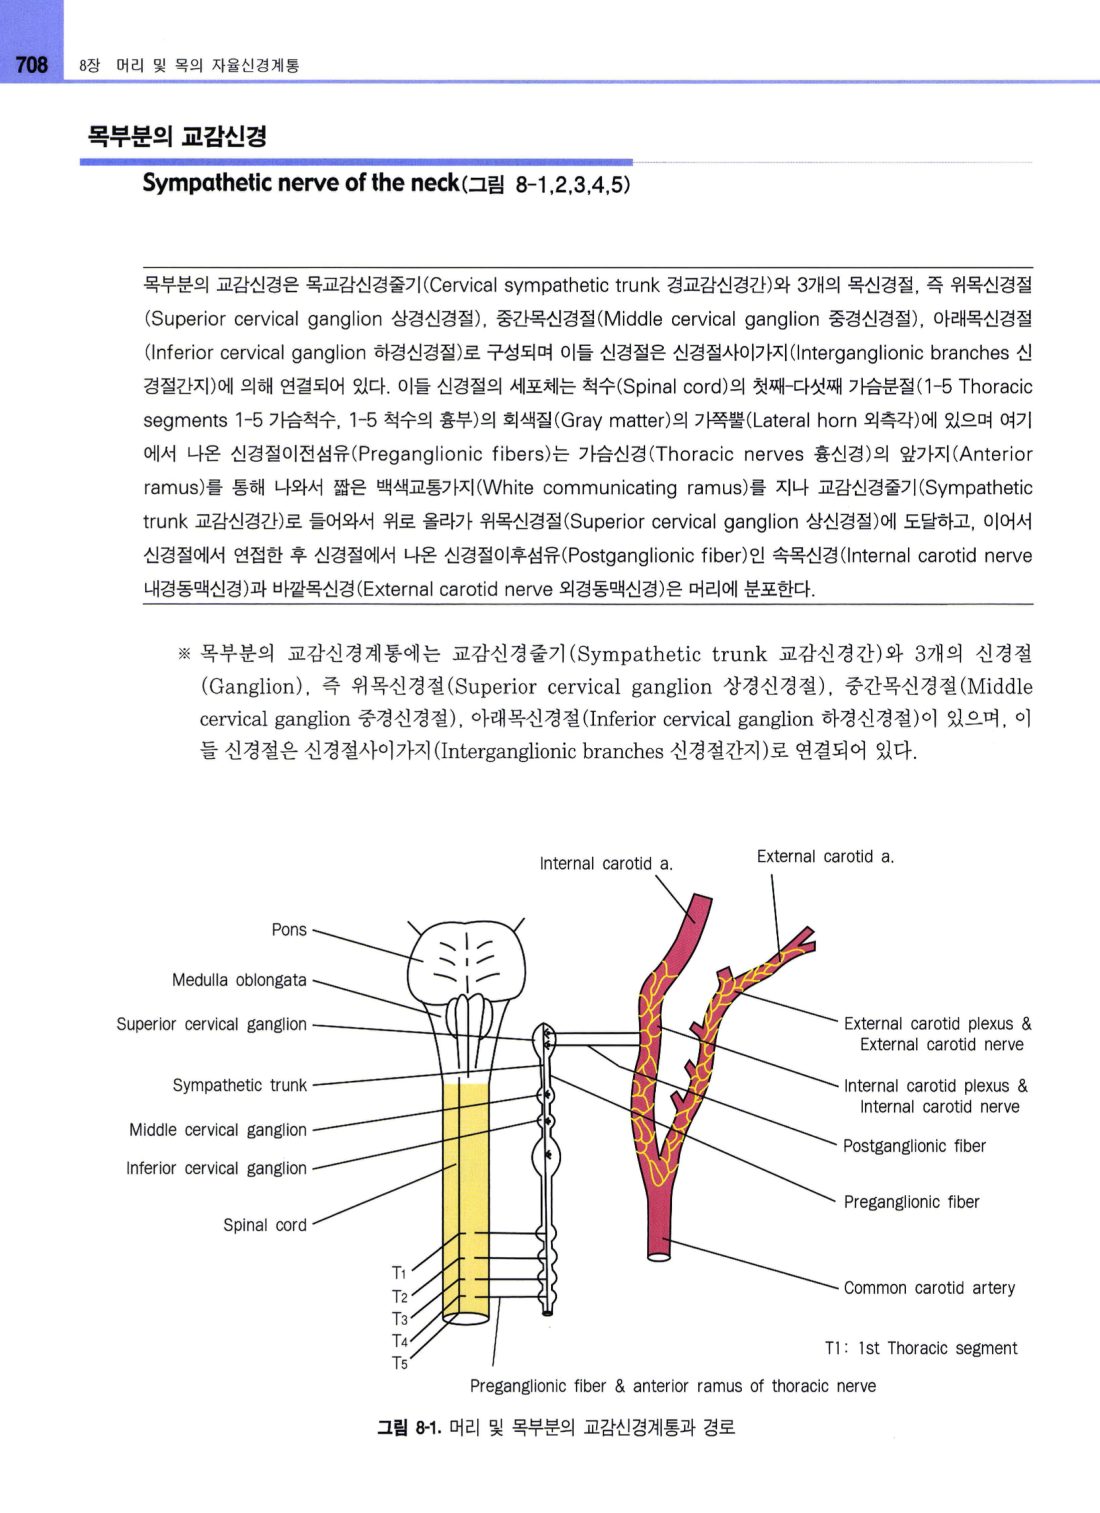 708
8장 머리 및 목의 자율신경계통
목부분의 교감신경
Sympathetic nerve of the neck(그림 8-1,2,3,4,5)
목부분의 교감신경은 목교감신경줄기(Cervical sympathetic trunk 경교감신경간)와 3개의 목신경절, 즉 위목신경절
(Superior cervical ganglion 상경신경절), 중간목신경절(Middle cervical ganglion 중경신경절), 아래목신경절
(Inferior cervical ganglion 하경신경절)로 구성되며 이들 신경절은 신경절사이가지(Interganglionic branches 신
경절간지)에 의해 연결되어 있다. 이들 신경절의 세포체는 척수(Spinal cord)의 첫째-다섯째 가슴분절(1-5 Thoracic
segments 1-5 가슴척수, 1-5 척수의 흉부)의 회색질(Gray matter)의 가쪽뿔(Lateral horn 외측각)에 있으며 여기
에서 나온 신경절이전섬유(Preganglionic fibers)는 가슴신경(Thoracic nerves 흉신경)의 앞가지(Anterior
ramus)를 통해 나와서 짧은 백색교통가지(White communicating ramus)를 지나 교감신경줄기(Sympathetic
trunk 교감신경간)로 들어와서 위로 올라가 위목신경절(Superior cervical ganglion 상신경절)에 도달하고, 이어서
신경절에서 연접한 후 신경절에서 나온 신경절이후섬유(Postganglionic fiber)인 속목신경(Internal carotid nerve
내경동맥신경)과 바깥목신경(External carotid nerve 외경동맥신경)은 머리에 분포한다.
※ 목부분의 교감신경계통에는 교감신경줄기(Sympathetic trunk 교감신경간)와 3개의 신경절
(Ganglion), 즉 위목신경절(Superior cervical ganglion 상경신경절), 중간목신경절(Middle
cervical ganglion 중경신경절), 아래목신경절(Inferior cervical ganglion 하경신경절)이 있으며, 이
들 신경절은 신경절사이가지(Interganglionic branches 신경절간지)로 연결되어 있다.
Internal carotid a.
External carotid a.
Pons
Medulla oblongata
Superior cervical ganglion
Sympathetic trunk
Middle cervical ganglion
Inferior cervical ganglion
Spinal cord
T1
T2
T3
T4
T5
External carotid plexus &
External carotid nerve
Internal carotid plexus &
Internal carotid nerve
Postganglionic fiber
Preganglionic fiber
Common carotid artery
T1: 1st Thoracic segment
Preganglionic fiber & anterior ramus of thoracic nerve
그림 8-1. 머리 및 목부분의 교감신경계통과 경로